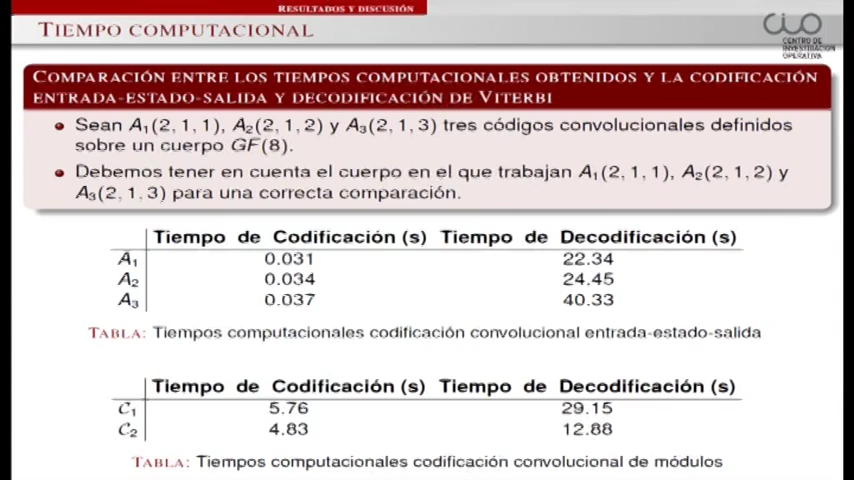 RESULTADOS Y DISCUSIÓN
TIEMPO COMPUTACIONAL
CIO
CENTRO DE
INVESTIGACIÓN
OPERATIVA
COMPARACIÓN ENTRE LOS TIEMPOS COMPUTACIONALES OBTENIDOS Y LA CODIFICACIÓN
ENTRADA-ESTADO-SALIDA Y DECODIFICACIÓN DE VITERBI
Sean A₁(2, 1, 1), A₂(2, 1, 2) y A₃(2, 1, 3) tres códigos convolucionales definidos
sobre un cuerpo GF(8).
Debemos tener en cuenta el cuerpo en el que trabajan A₁(2, 1, 1), A₂(2, 1, 2) y
A₃(2, 1, 3) para una correcta comparación.
Tiempo de Codificación (s) Tiempo de Decodificación (s)
A₁ 0.031 22.34
A₂ 0.034 24.45
A₃ 0.037 40.33
TABLA: Tiempos computacionales codificación convolucional entrada-estado-salida
Tiempo de Codificación (s) Tiempo de Decodificación (s)
C₁ 5.76 29.15
C₂ 4.83 12.88
TABLA: Tiempos computacionales codificación convolucional de módulos